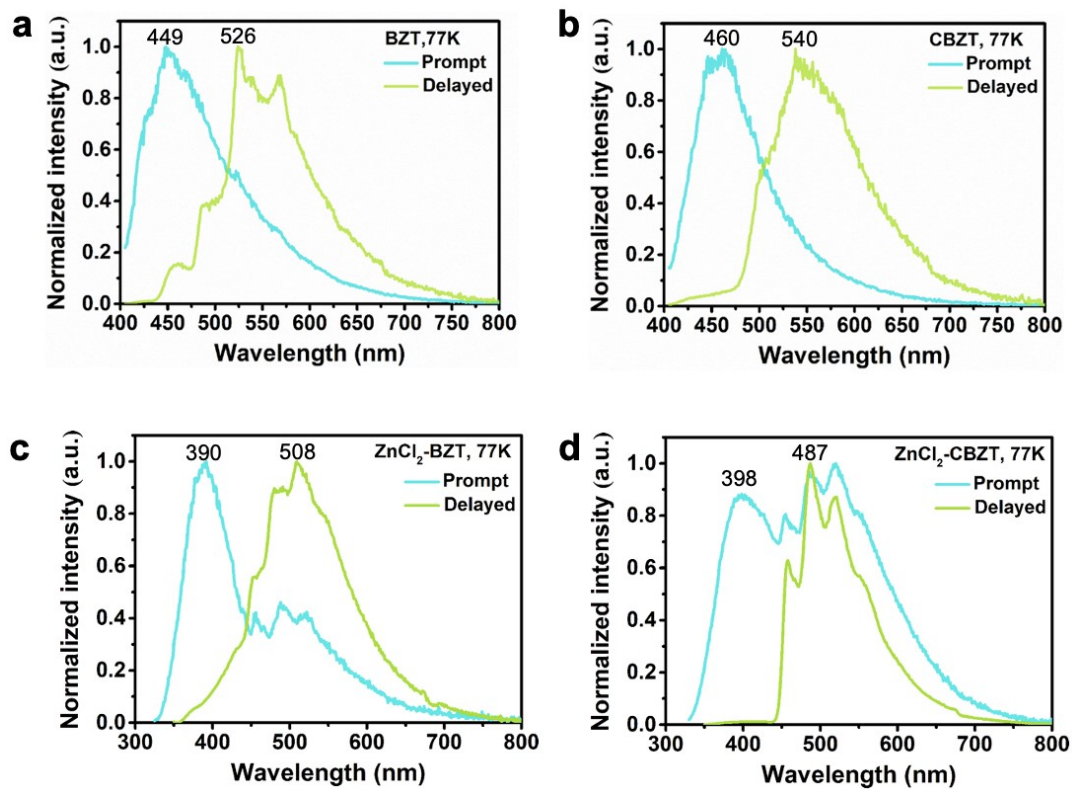 a
449 526
BZT,77K
Prompt
Delayed
Normalized intensity (a.u.)
1.0
0.8
0.6
0.4
0.2
0.0
400 450 500 550 600 650 700 750 800
Wavelength (nm)
b
460 540
CBZT, 77K
Prompt
Delayed
Normalized intensity (a.u.)
1.0
0.8
0.6
0.4
0.2
0.0
400 450 500 550 600 650 700 750 800
Wavelength (nm)
c
390 508
ZnCl₂-BZT, 77K
Prompt
Delayed
Normalized intensity (a.u.)
1.0
0.8
0.6
0.4
0.2
0.0
300 400 500 600 700 800
Wavelength (nm)
d
398 487
ZnCl₂-CBZT, 77K
Prompt
Delayed
Normalized intensity (a.u.)
1.0
0.8
0.6
0.4
0.2
0.0
300 400 500 600 700 800
Wavelength (nm)